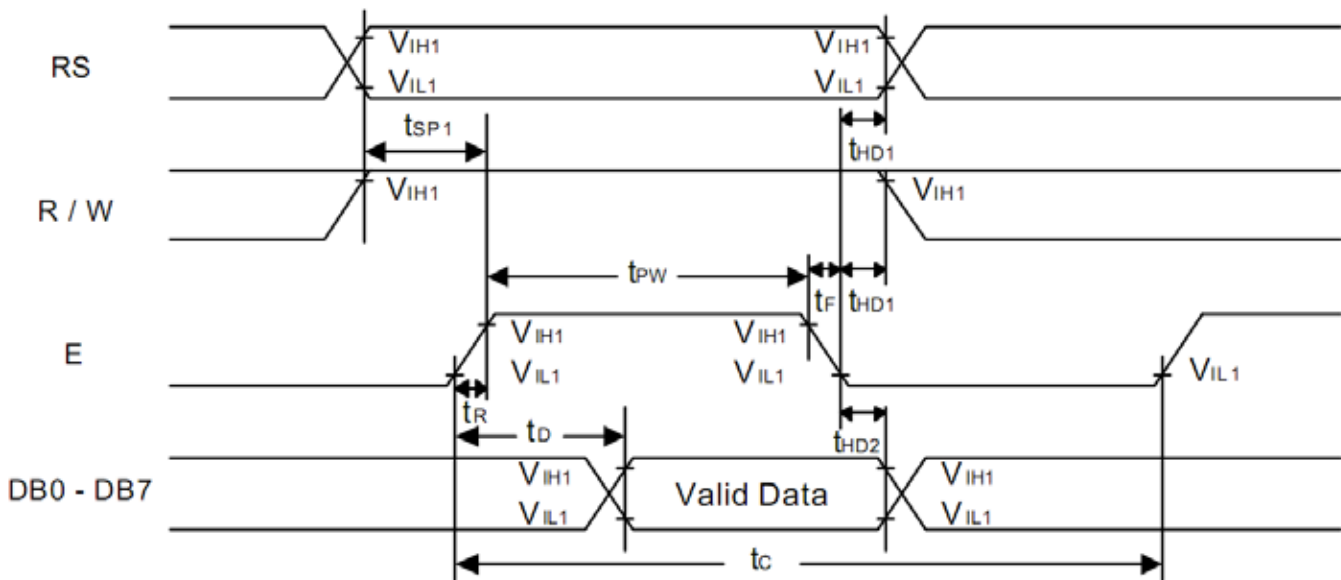 RS
VIH1 VIH1
VIL1 VIL1
tSP1
tHD1
R / W
VIH1 VIH1
tPW
tF tHD1
E
VIH1 VIH1
VIL1 VIL1 VIL1
tR
tD
tHD2
DB0 - DB7
VIH1 Valid Data VIH1
VIL1 VIL1
tC